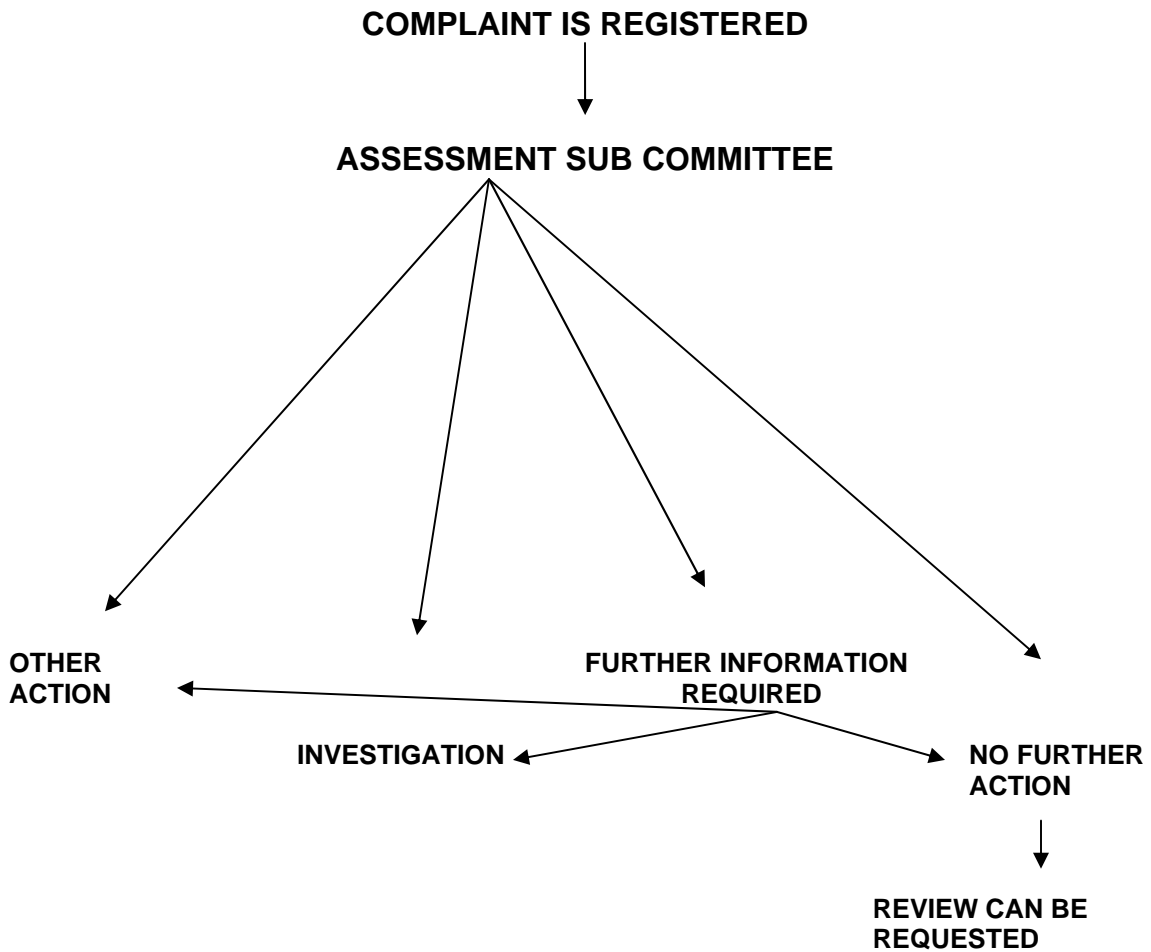 COMPLAINT IS REGISTERED
ASSESSMENT SUB COMMITTEE
OTHER
ACTION
FURTHER INFORMATION
REQUIRED
INVESTIGATION
NO FURTHER
ACTION
REVIEW CAN BE
REQUESTED